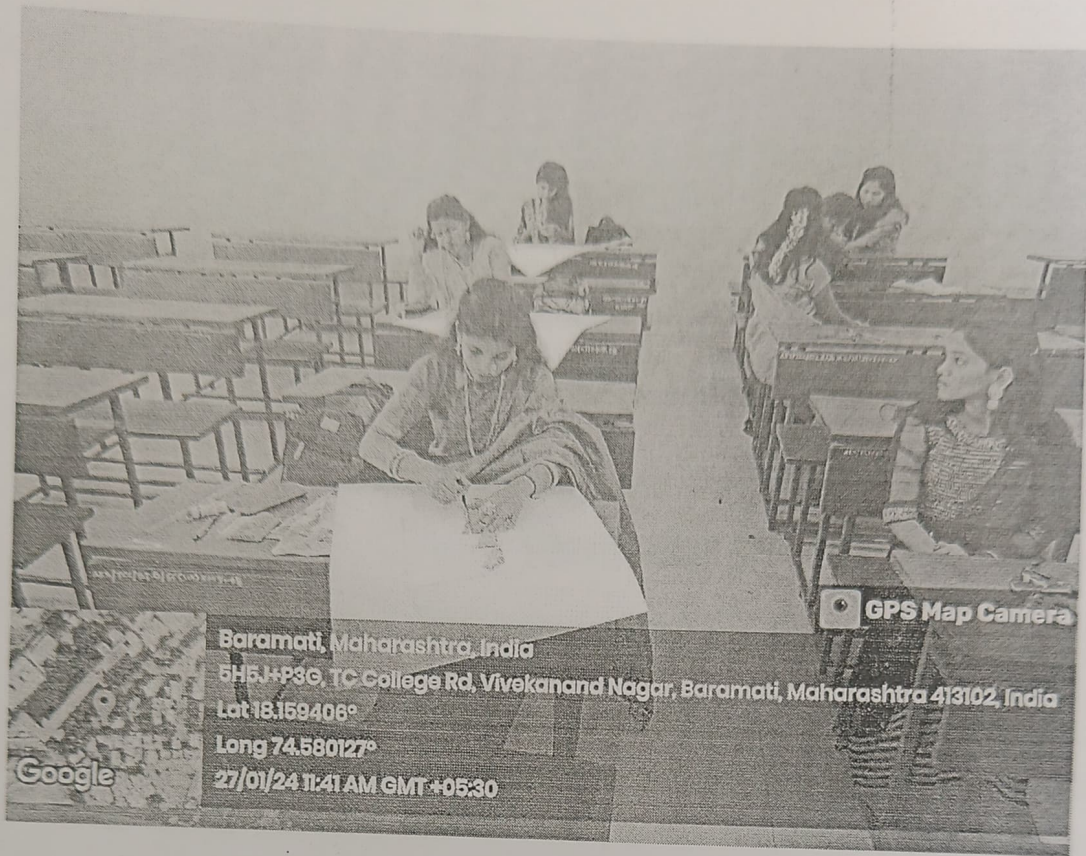 GPS Map Camera
Baramati, Maharashtra, India
5H5J+P3G, TC College Rd, Vivekanand Nagar, Baramati, Maharashtra 413102, India
Lat 18.159406°
Long 74.580127°
27/01/24 11:41 AM GMT +05:30
Google